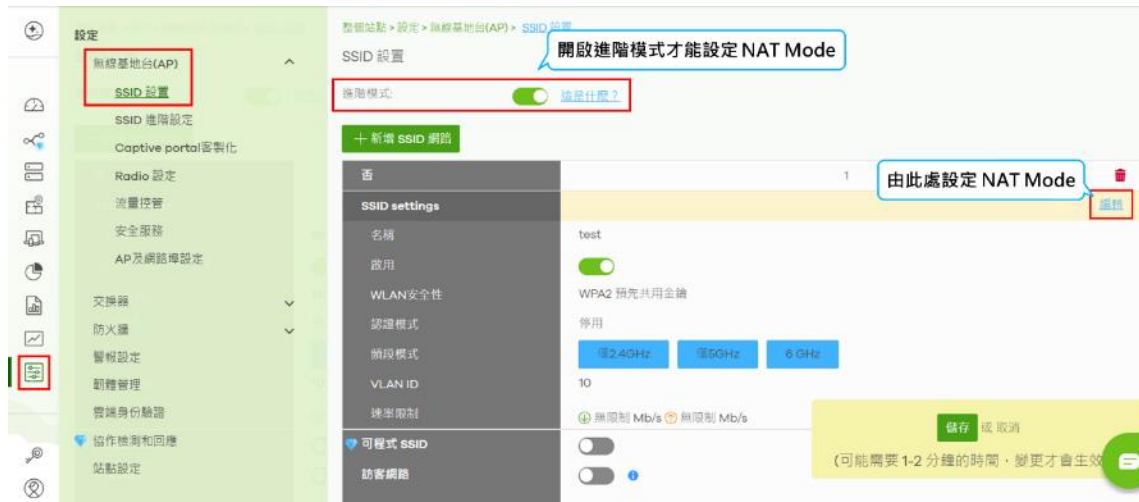 設定
無線基地台(AP)
SSID 設置
SSID 進階設定
Captive portal客製化
Radio 設定
流量控管
安全服務
AP及網路埠設定
交換器
防火牆
警報設定
韌體管理
雲端身份驗證
協作檢測和回應
站點設定
整個站點 > 設定 > 無線基地台(AP) > SSID 設置
SSID 設置
開啟進階模式才能設定 NAT Mode
進階模式:
這是什麼?
＋新增 SSID 網路
否
1
由此處設定 NAT Mode
SSID settings
編輯
名稱
test
啟用
WLAN安全性
WPA2 預先共用金鑰
認證模式
停用
頻段模式
僅2.4GHz
僅5GHz
6 GHz
VLAN ID
10
速率限制
無限制 Mb/s 無限制 Mb/s
可程式 SSID
訪客網路
儲存 或 取消
(可能需要 1-2 分鐘的時間，變更才會生效